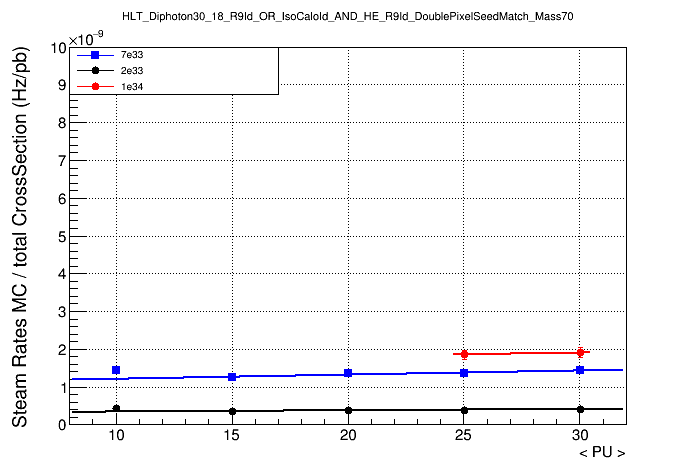 HLT_Diphoton30_18_R9Id_OR_IsoCaloId_AND_HE_R9Id_DoublePixelSeedMatch_Mass70
×10⁻⁹
7e33
2e33
1e34
Steam Rates MC / total CrossSection (Hz/pb)
10
9
8
7
6
5
4
3
2
1
0
10 15 20 25 30
< PU >